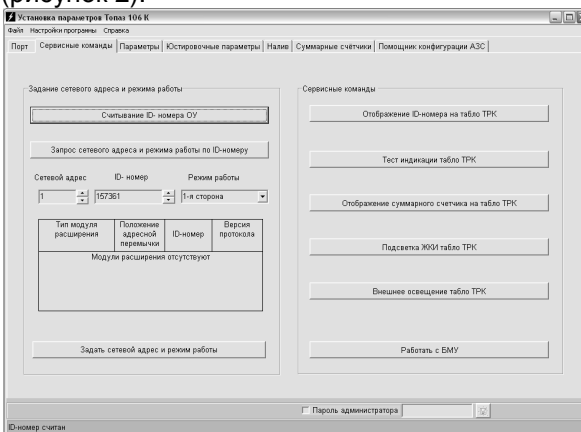 (рисунок 2).
Установка параметров Топаз 106 К
Файл Настройки программы Справка
Порт Сервисные команды Параметры Юстировочные параметры Налив Суммарные счётчики Помощник конфигурации АЗС
Задание сетевого адреса и режима работы
Считывание ID- номера ОУ
Запрос сетевого адреса и режима работы по ID-номеру
Сетевой адрес ID- номер Режим работы
1 157361 1-я сторона
Тип модуля расширения Положение адресной перемычки ID-номер Версия протокола
Модули расширения отсутствуют
Задать сетевой адрес и режим работы
Сервисные команды
Отображение ID-номера на табло ТРК
Тест индикации табло ТРК
Отображение суммарного счетчика на табло ТРК
Подсветка ЖКИ табло ТРК
Внешнее освещение табло ТРК
Работать с БМУ
Пароль администратора
ID-номер считан